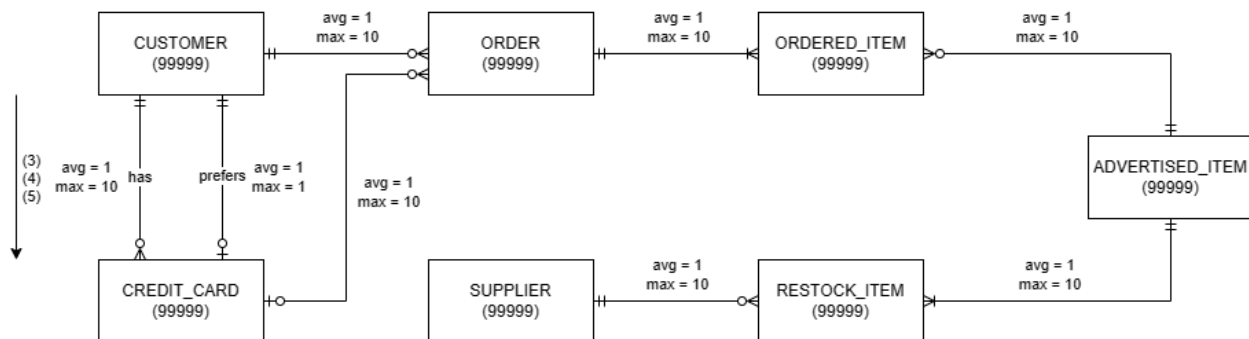 avg = 1
max = 10
avg = 1
max = 10
avg = 1
max = 10
CUSTOMER
(99999)
ORDER
(99999)
ORDERED_ITEM
(99999)
(3)
(4)
(5)
avg = 1
max = 10
has
prefers
avg = 1
max = 1
avg = 1
max = 10
ADVERTISED_ITEM
(99999)
avg = 1
max = 10
avg = 1
max = 10
CREDIT_CARD
(99999)
SUPPLIER
(99999)
RESTOCK_ITEM
(99999)